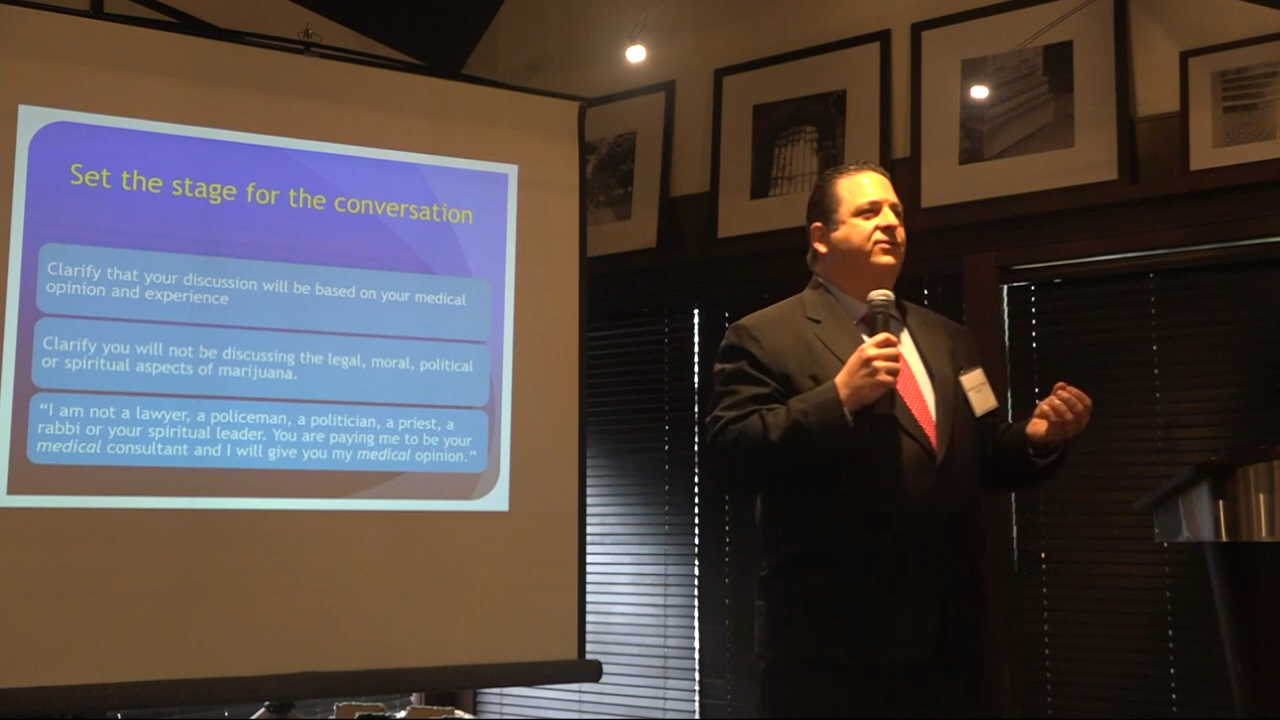 Set the stage for the conversation
Clarify that your discussion will be based on your medical
opinion and experience
Clarify you will not be discussing the legal, moral, political
or spiritual aspects of marijuana.
“I am not a lawyer, a policeman, a politician, a priest, a
rabbi or your spiritual leader. You are paying me to be your
medical consultant and I will give you my medical opinion.”